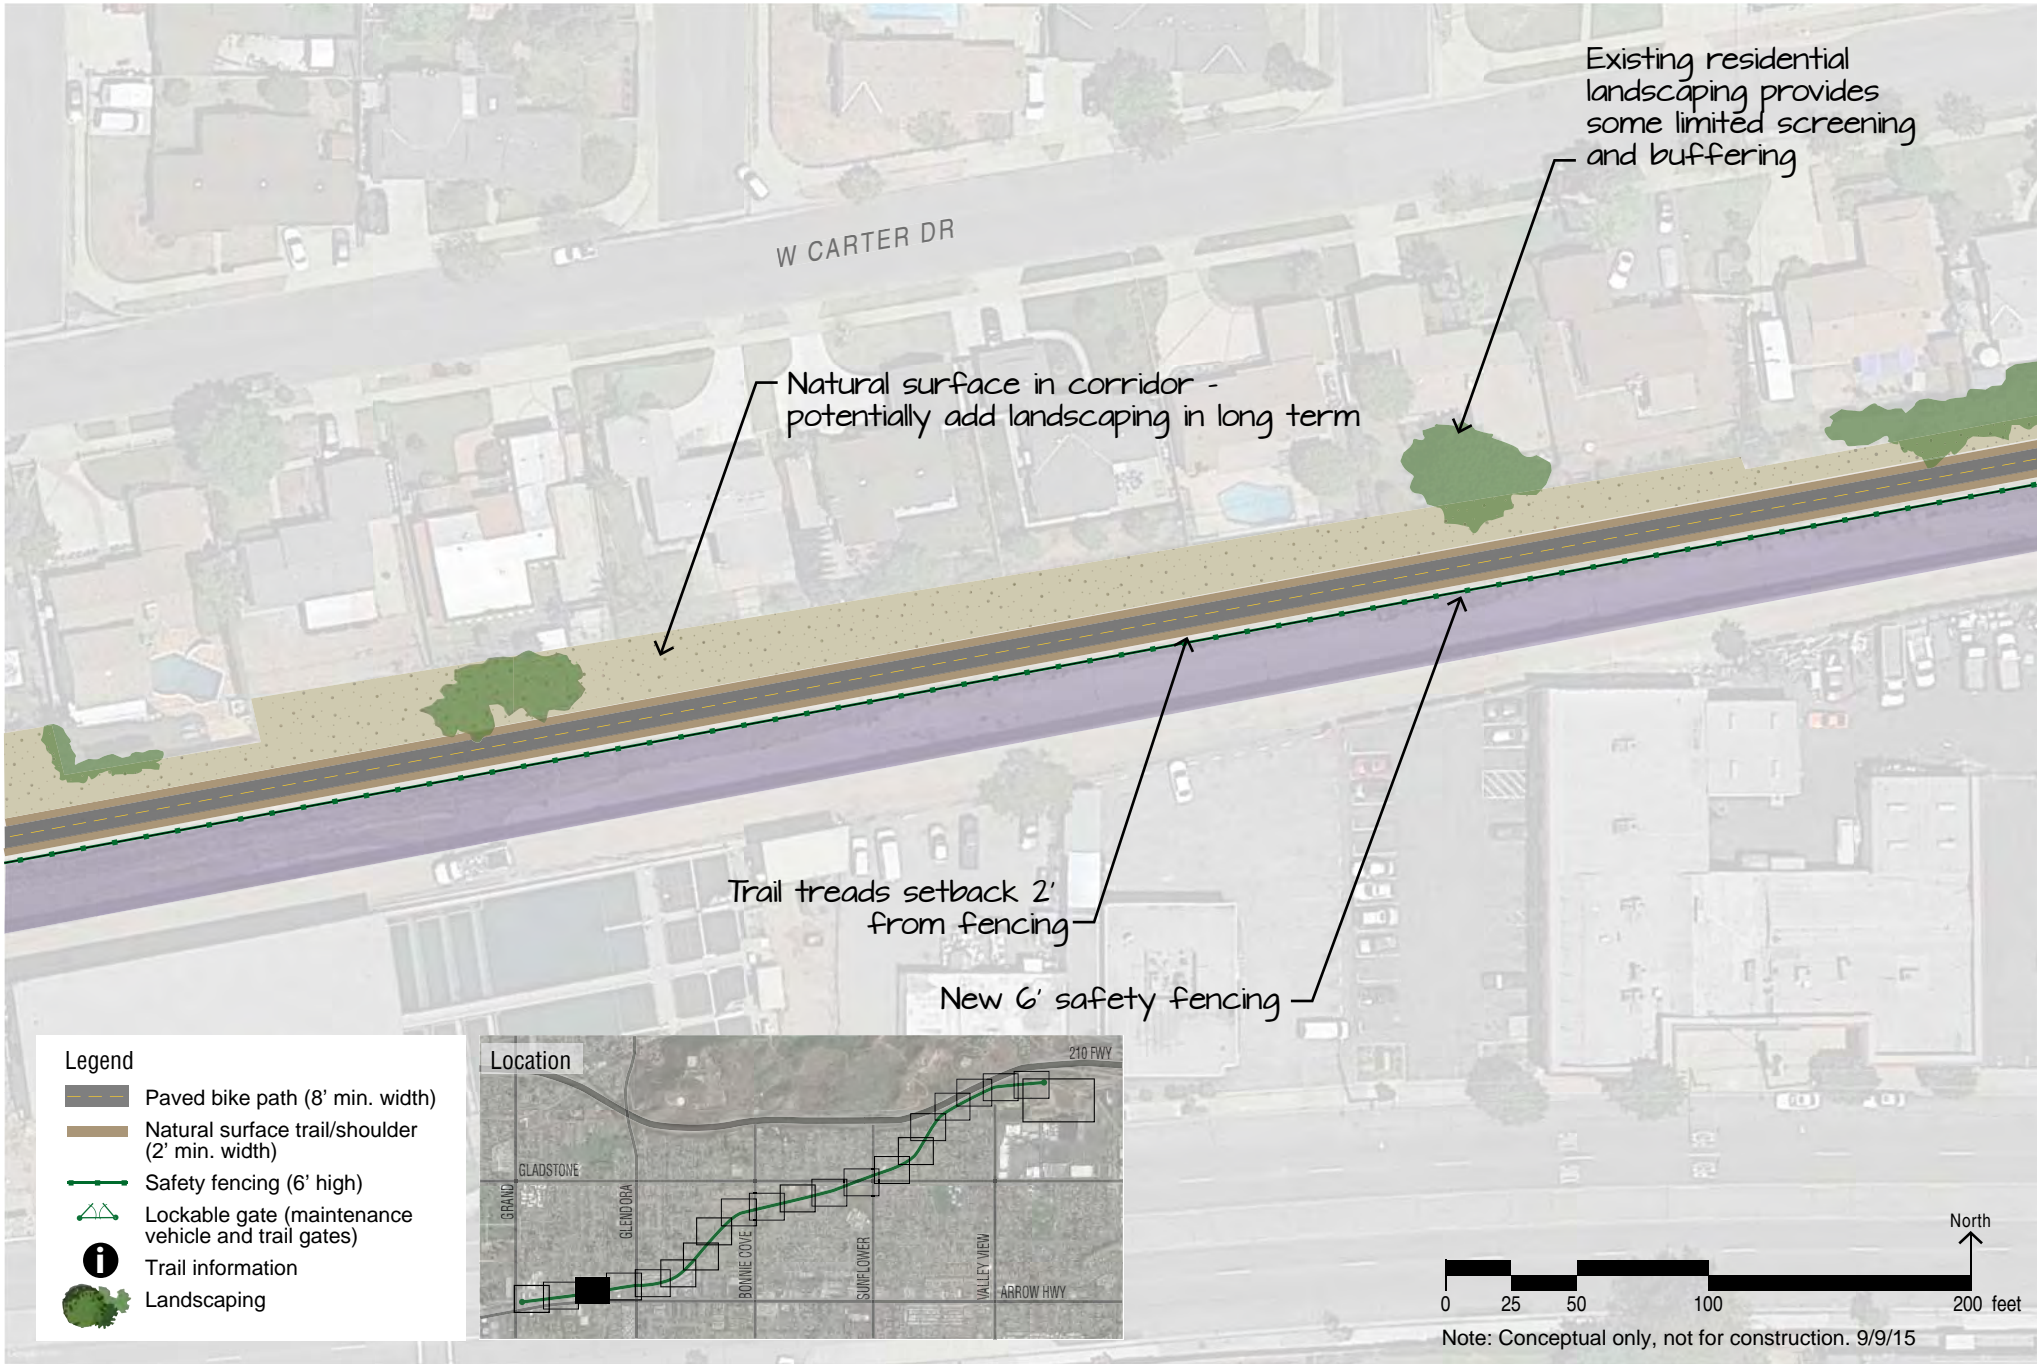 Existing residential
landscaping provides
some limited screening
and buffering
W CARTER DR
Natural surface in corridor -
potentially add landscaping in long term
Trail treads setback 2'
from fencing
New 6' safety fencing
Legend
Paved bike path (8’ min. width)
Natural surface trail/shoulder
(2’ min. width)
Safety fencing (6’ high)
Lockable gate (maintenance
vehicle and trail gates)
i
Trail information
Landscaping
Location
210 FWY
GLADSTONE
GRAND
GLENDORA
BONNIE COVE
SUNFLOWER
VALLEY VIEW
ARROW HWY
North
0 25 50 100 200 feet
Note: Conceptual only, not for construction. 9/9/15